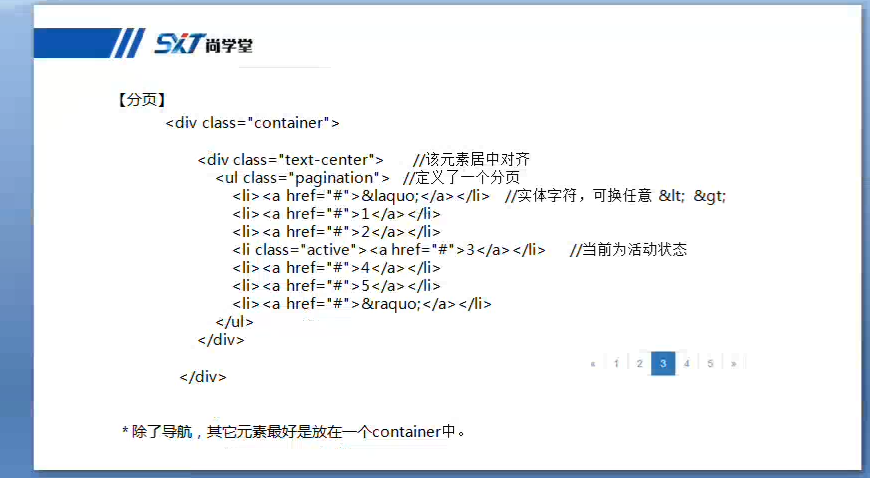 SXT 尚学堂
【分页】
<div class="container">
<div class="text-center"> //该元素居中对齐
<ul class="pagination"> //定义了一个分页
<li><a href="#">&laquo;</a></li> //实体字符，可换任意 &lt; &gt;
<li><a href="#">1</a></li>
<li><a href="#">2</a></li>
<li class="active"><a href="#">3</a></li> //当前为活动状态
<li><a href="#">4</a></li>
<li><a href="#">5</a></li>
<li><a href="#">&raquo;</a></li>
</ul>
</div>
« 1 2 3 4 5 »
</div>
* 除了导航，其它元素最好是放在一个container中。